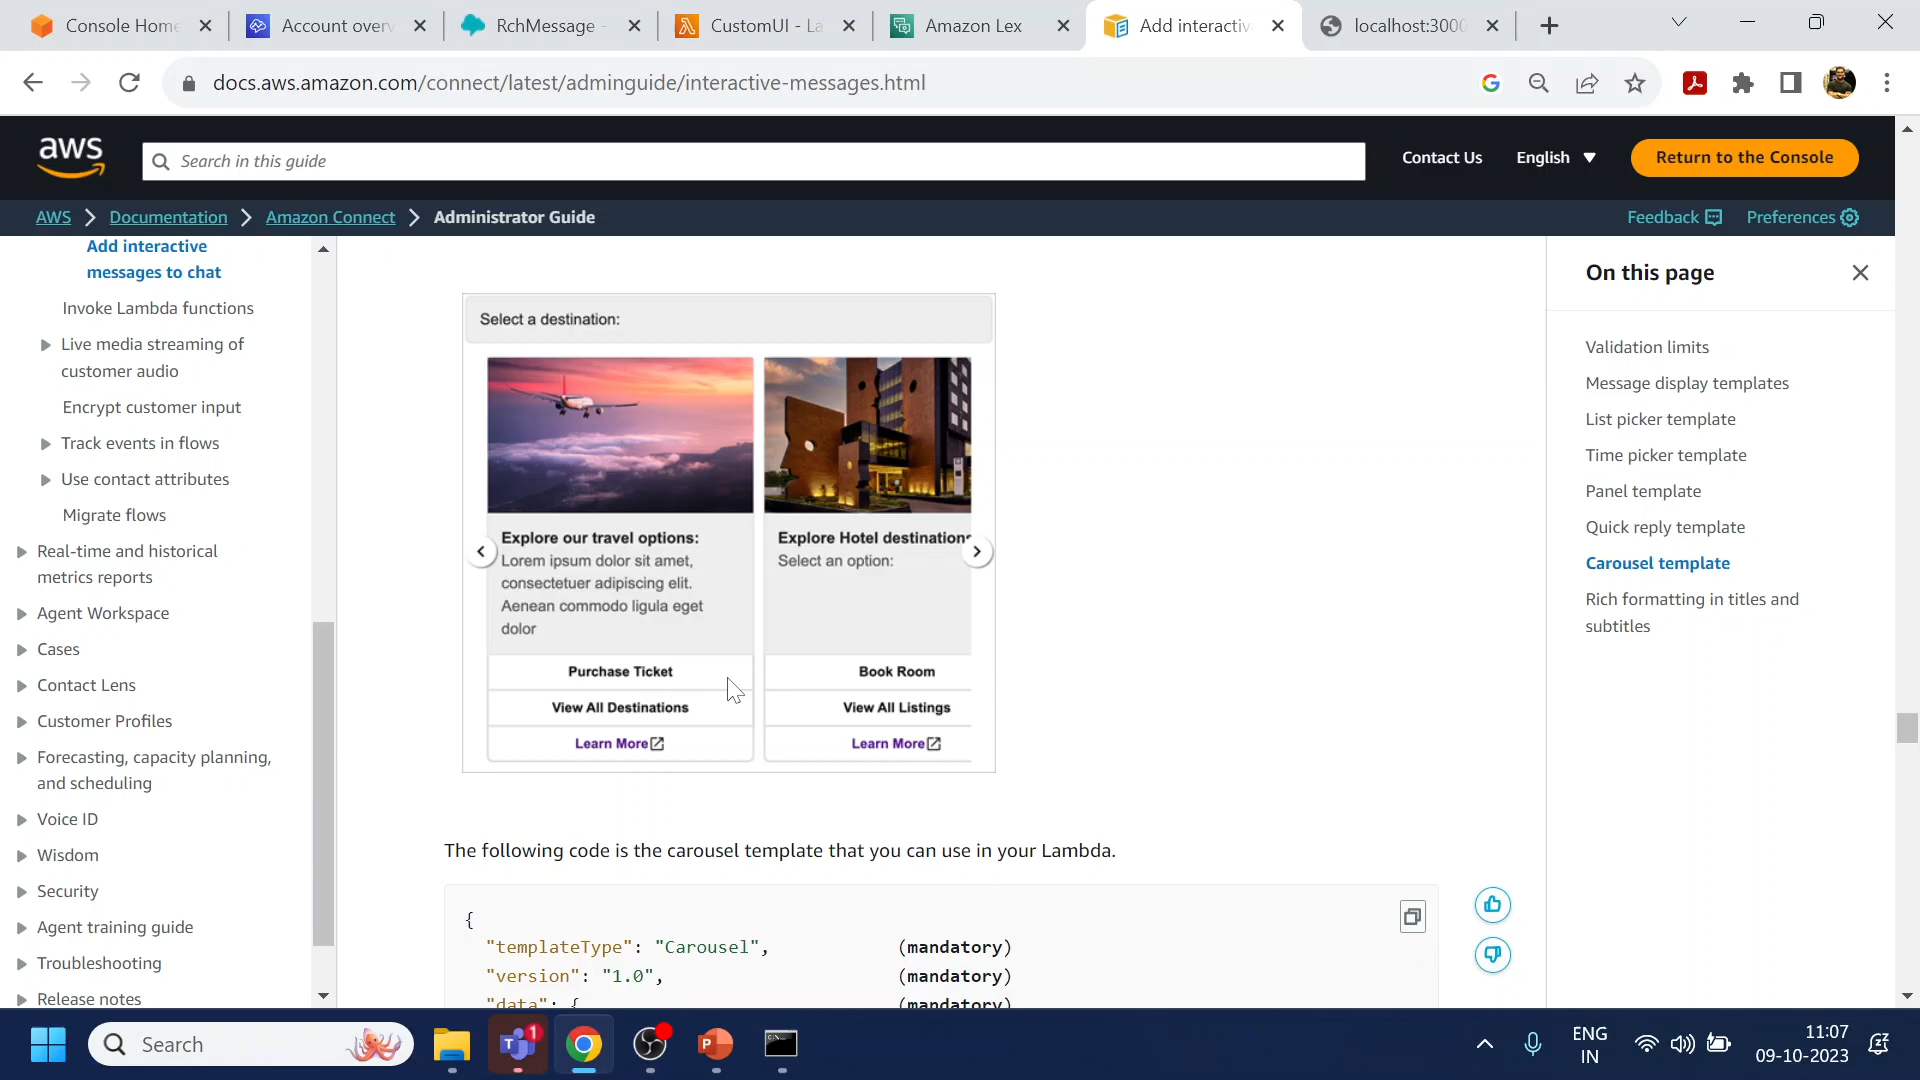 Console Home
Account overv
RchMessage -
CustomUI - La
Amazon Lex
Add interactiv
localhost:3000
docs.aws.amazon.com/connect/latest/adminguide/interactive-messages.html
aws
Search in this guide
Contact Us
English
Return to the Console
AWS
Documentation
Amazon Connect
Administrator Guide
Feedback
Preferences
Add interactive
messages to chat
Invoke Lambda functions
Live media streaming of
customer audio
Encrypt customer input
Track events in flows
Use contact attributes
Migrate flows
Real-time and historical
metrics reports
Agent Workspace
Cases
Contact Lens
Customer Profiles
Forecasting, capacity planning,
and scheduling
Voice ID
Wisdom
Security
Agent training guide
Troubleshooting
Release notes
Select a destination:
Explore our travel options:
Lorem ipsum dolor sit amet,
consectetuer adipiscing elit.
Aenean commodo ligula eget
dolor
Purchase Ticket
View All Destinations
Learn More
Explore Hotel destinations
Select an option:
Book Room
View All Listings
Learn More
The following code is the carousel template that you can use in your Lambda.
{
"templateType": "Carousel", (mandatory)
"version": "1.0", (mandatory)
"data": { (mandatory)
On this page
Validation limits
Message display templates
List picker template
Time picker template
Panel template
Quick reply template
Carousel template
Rich formatting in titles and
subtitles
Search
1
ENG
IN
11:07
09-10-2023